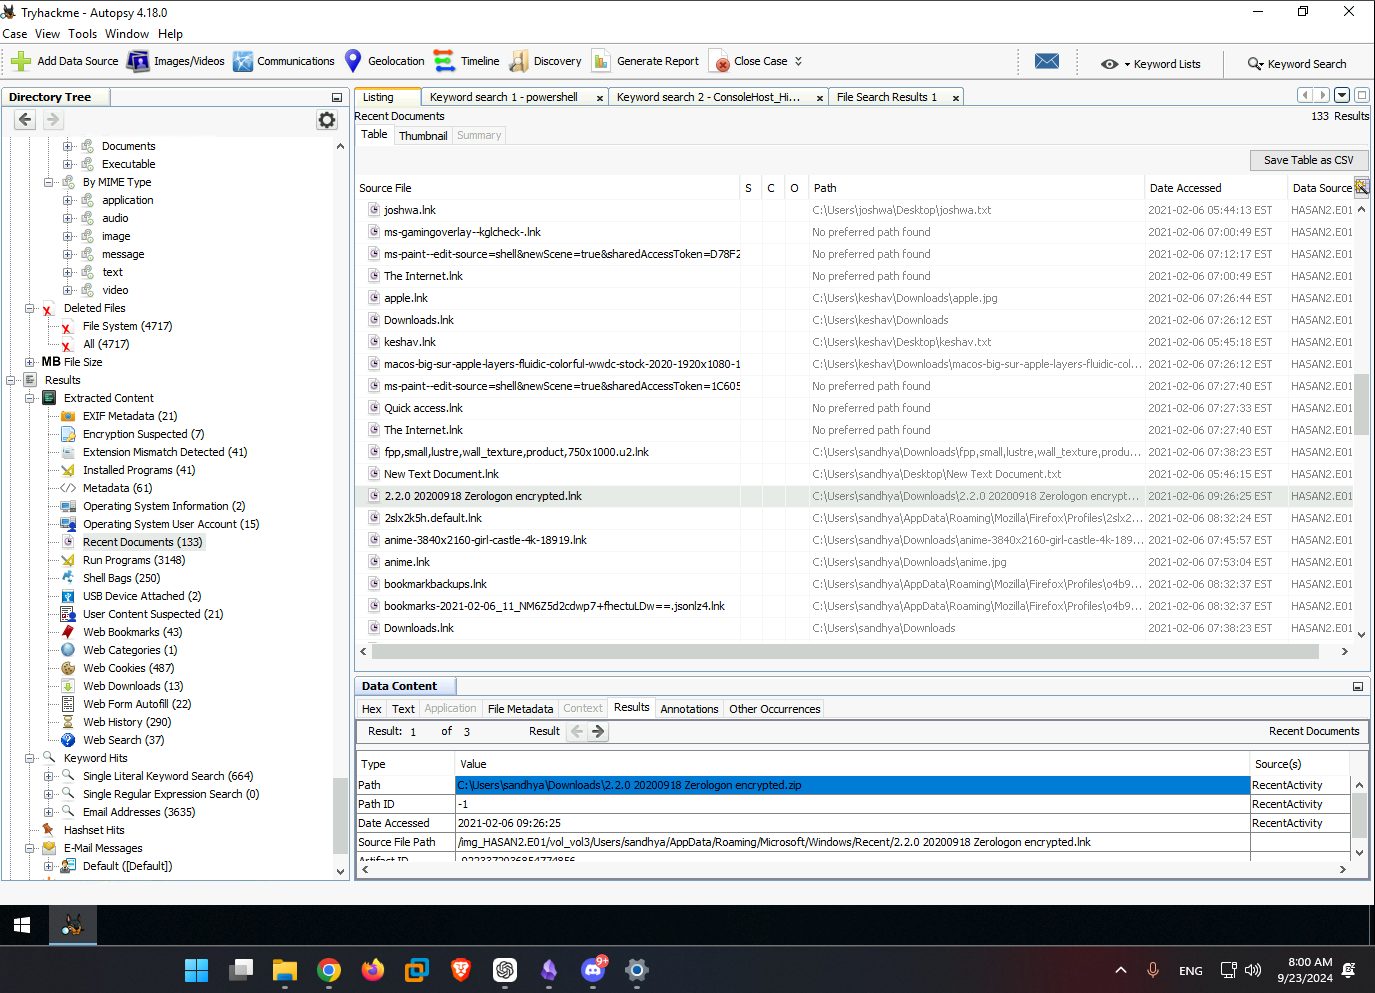 Tryhackme - Autopsy 4.18.0
Case View Tools Window Help
Add Data Source Images/Videos Communications Geolocation Timeline Discovery Generate Report Close Case Keyword Lists Keyword Search
Directory Tree
Documents
Executable
By MIME Type
application
audio
image
message
text
video
Deleted Files
File System (4717)
All (4717)
MB File Size
Results
Extracted Content
EXIF Metadata (21)
Encryption Suspected (7)
Extension Mismatch Detected (41)
Installed Programs (41)
Metadata (61)
Operating System Information (2)
Operating System User Account (15)
Recent Documents (133)
Run Programs (3148)
Shell Bags (250)
USB Device Attached (2)
User Content Suspected (21)
Web Bookmarks (43)
Web Categories (1)
Web Cookies (487)
Web Downloads (13)
Web Form Autofill (22)
Web History (290)
Web Search (37)
Keyword Hits
Single Literal Keyword Search (664)
Single Regular Expression Search (0)
Email Addresses (3635)
Hashset Hits
E-Mail Messages
Default ([Default])
Listing Keyword search 1 - powershell Keyword search 2 - ConsoleHost_Hi... File Search Results 1
Recent Documents 133 Results
Table Thumbnail Summary
Save Table as CSV
Source File S C O Path Date Accessed Data Source
joshwa.lnk C:\Users\joshwa\Desktop\joshwa.txt 2021-02-06 05:44:13 EST HASAN2.E01
ms-gamingoverlay--kglcheck-.lnk No preferred path found 2021-02-06 07:00:49 EST HASAN2.E01
ms-paint--edit-source=shell&newScene=true&sharedAccessToken=D78F2 No preferred path found 2021-02-06 07:12:17 EST HASAN2.E01
The Internet.lnk No preferred path found 2021-02-06 07:00:49 EST HASAN2.E01
apple.lnk C:\Users\keshav\Downloads\apple.jpg 2021-02-06 07:26:44 EST HASAN2.E01
Downloads.lnk C:\Users\keshav\Downloads 2021-02-06 07:26:12 EST HASAN2.E01
keshav.lnk C:\Users\keshav\Desktop\keshav.txt 2021-02-06 05:45:18 EST HASAN2.E01
macos-big-sur-apple-layers-fluidic-colorful-wwdc-stock-2020-1920x1080-1 C:\Users\keshav\Downloads\macos-big-sur-apple-layers-fluidic-col... 2021-02-06 07:26:12 EST HASAN2.E01
ms-paint--edit-source=shell&newScene=true&sharedAccessToken=1C605 No preferred path found 2021-02-06 07:27:40 EST HASAN2.E01
Quick access.lnk No preferred path found 2021-02-06 07:27:33 EST HASAN2.E01
The Internet.lnk No preferred path found 2021-02-06 07:27:40 EST HASAN2.E01
fpp,small,lustre,wall_texture,product,750x1000.u2.lnk C:\Users\sandhya\Downloads\fpp,small,lustre,wall_texture,produ... 2021-02-06 07:38:23 EST HASAN2.E01
New Text Document.lnk C:\Users\sandhya\Desktop\New Text Document.txt 2021-02-06 05:46:15 EST HASAN2.E01
2.2.0 20200918 Zerologon encrypted.lnk C:\Users\sandhya\Downloads\2.2.0 20200918 Zerologon encrypt... 2021-02-06 09:26:25 EST HASAN2.E01
2slx2k5h.default.lnk C:\Users\sandhya\AppData\Roaming\Mozilla\Firefox\Profiles\2slx2... 2021-02-06 08:32:24 EST HASAN2.E01
anime-3840x2160-girl-castle-4k-18919.lnk C:\Users\sandhya\Downloads\anime-3840x2160-girl-castle-4k-189... 2021-02-06 07:45:57 EST HASAN2.E01
anime.lnk C:\Users\sandhya\Downloads\anime.jpg 2021-02-06 07:53:04 EST HASAN2.E01
bookmarkbackups.lnk C:\Users\sandhya\AppData\Roaming\Mozilla\Firefox\Profiles\o4b9... 2021-02-06 08:32:37 EST HASAN2.E01
bookmarks-2021-02-06_11_NM6Z5d2cdwp7+fhectuLDw==.jsonlz4.lnk C:\Users\sandhya\AppData\Roaming\Mozilla\Firefox\Profiles\o4b9... 2021-02-06 08:32:37 EST HASAN2.E01
Downloads.lnk C:\Users\sandhya\Downloads 2021-02-06 07:38:23 EST HASAN2.E01
Data Content
Hex Text Application File Metadata Context Results Annotations Other Occurrences
Result: 1 of 3 Result Recent Documents
Type Value Source(s)
Path C:\Users\sandhya\Downloads\2.2.0 20200918 Zerologon encrypted.zip RecentActivity
Path ID -1 RecentActivity
Date Accessed 2021-02-06 09:26:25 RecentActivity
Source File Path /img_HASAN2.E01/vol_vol3/Users/sandhya/AppData/Roaming/Microsoft/Windows/Recent/2.2.0 20200918 Zerologon encrypted.lnk
Artifact ID -9223372036854774856
9+
ENG
8:00 AM
9/23/2024